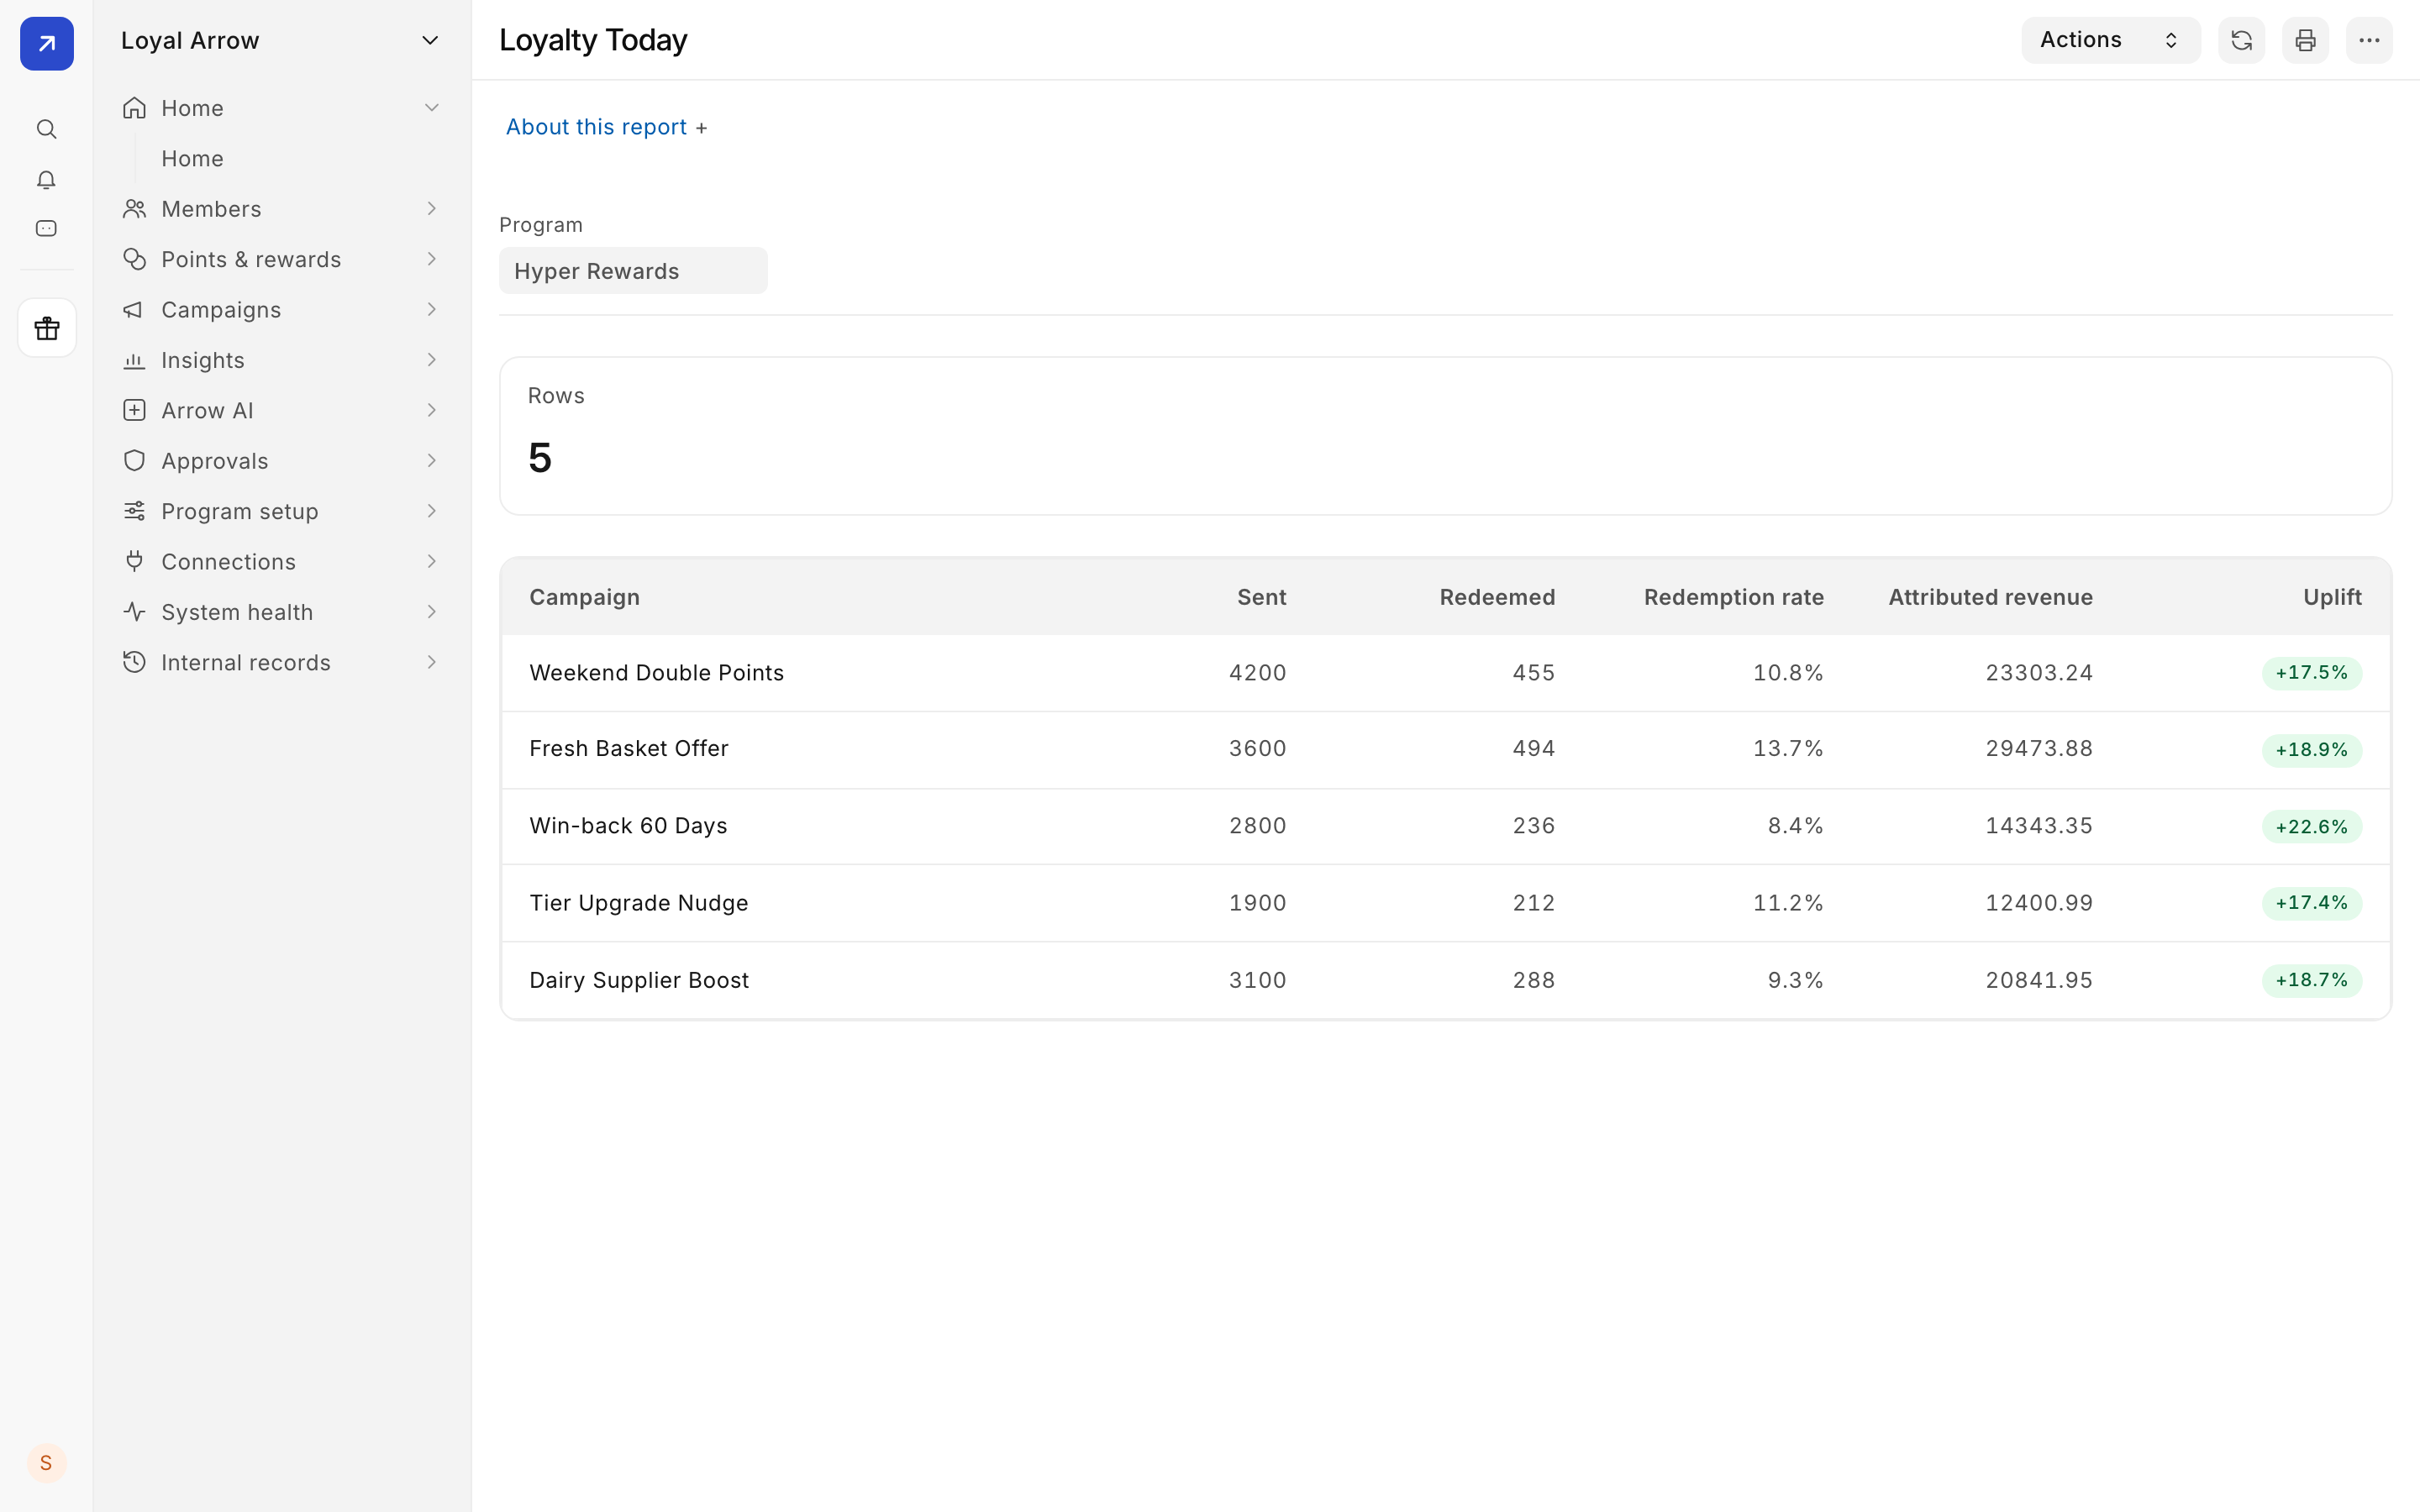 Loyal Arrow
Home
Home
Members
Points & rewards
Campaigns
Insights
Arrow AI
Approvals
Program setup
Connections
System health
Internal records
S
Loyalty Today
Actions
About this report +
Program
Hyper Rewards
Rows
5
Campaign Sent Redeemed Redemption rate Attributed revenue Uplift
Weekend Double Points 4200 455 10.8% 23303.24 +17.5%
Fresh Basket Offer 3600 494 13.7% 29473.88 +18.9%
Win-back 60 Days 2800 236 8.4% 14343.35 +22.6%
Tier Upgrade Nudge 1900 212 11.2% 12400.99 +17.4%
Dairy Supplier Boost 3100 288 9.3% 20841.95 +18.7%